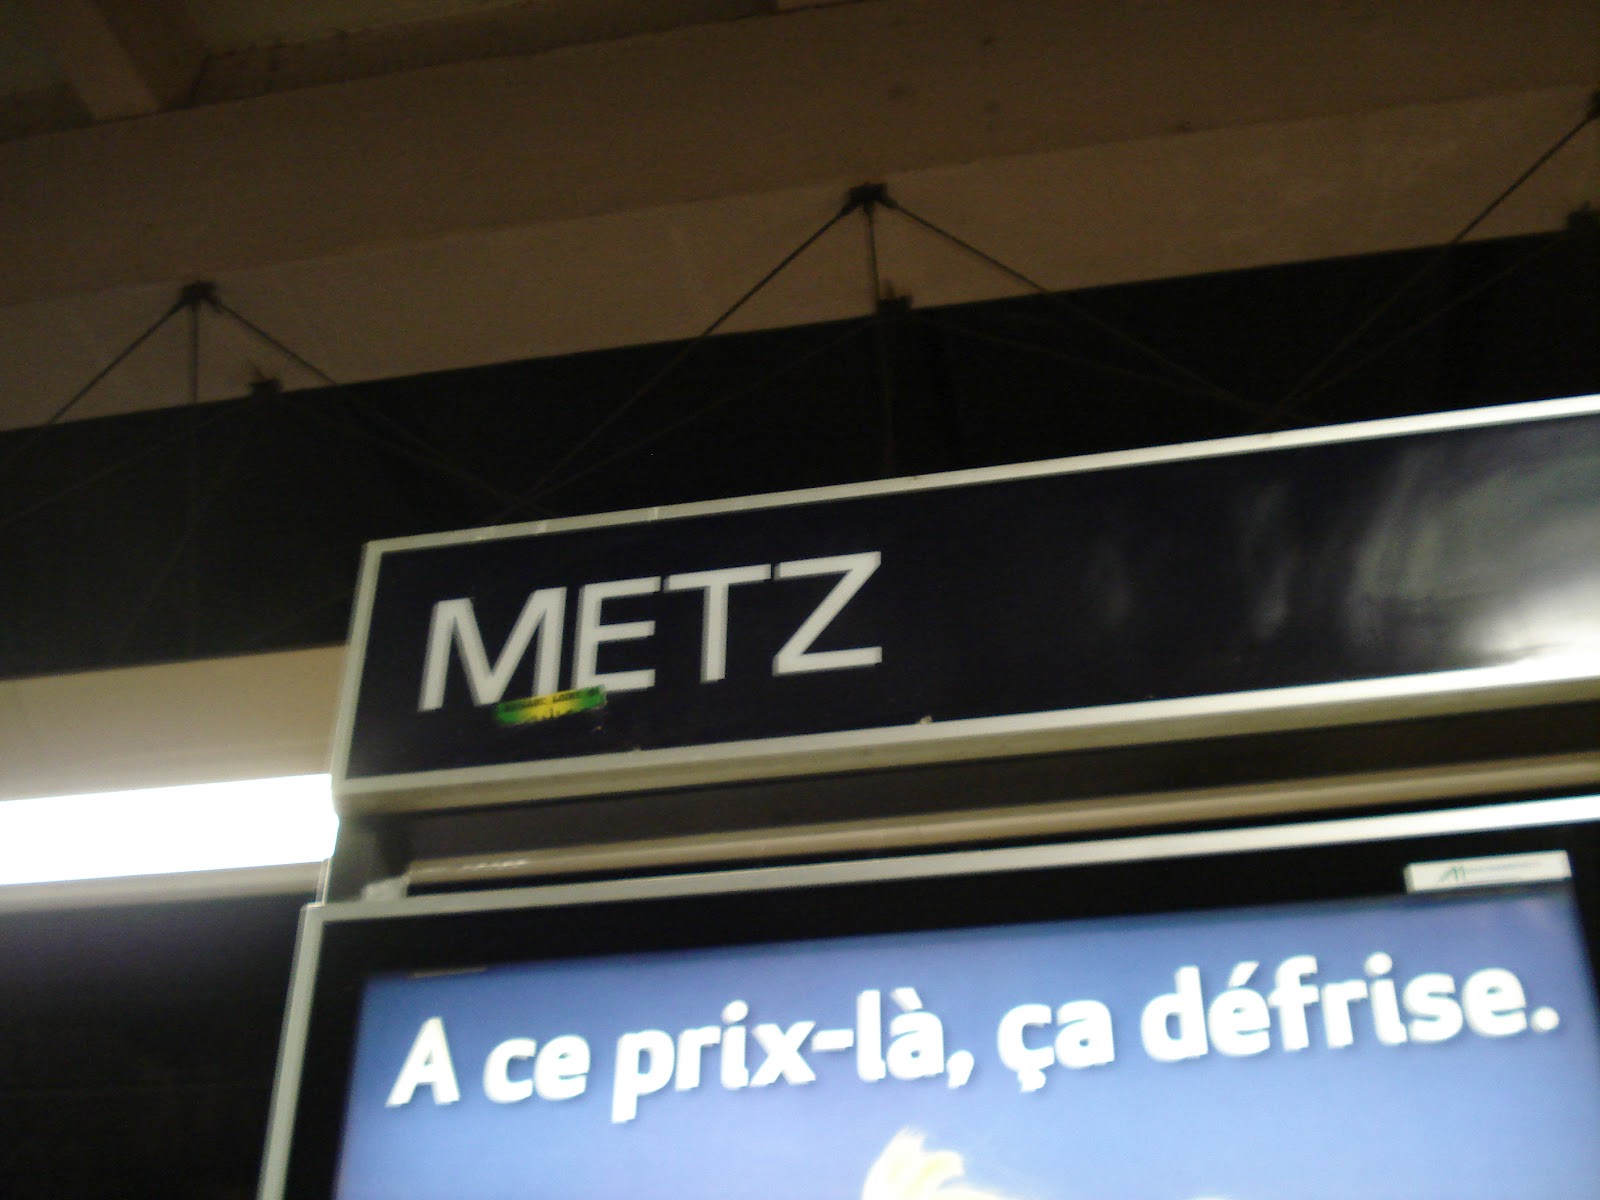 METZ
A ce prix-là, ça défrise.